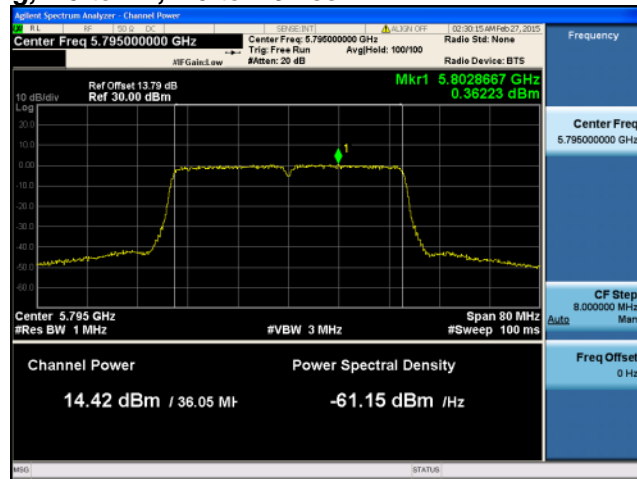 Agilent Spectrum Analyzer - Channel Power
RL RF 50 Ω DC SENSE:INT ALIGN OFF 02:30:15 AM Feb 27, 2015
Center Freq 5.795000000 GHz
#IFGain:Low
Center Freq: 5.795000000 GHz
Trig: Free Run Avg|Hold: 100/100
#Atten: 20 dB
Radio Std: None
Radio Device: BTS
Frequency
Mkr1 5.8028667 GHz
0.36223 dBm
Ref Offset 13.79 dB
10 dB/div Ref 30.00 dBm
Log
20.0
10.0
0.00
-10.0
-20.0
-30.0
-40.0
-50.0
-60.0
1
Center 5.795 GHz Span 80 MHz
#Res BW 1 MHz #VBW 3 MHz #Sweep 100 ms
Channel Power Power Spectral Density
14.42 dBm / 36.05 MH -61.15 dBm /Hz
Center Freq
5.795000000 GHz
CF Step
8.000000 MHz
Auto Man
Freq Offset
0 Hz
MSG STATUS